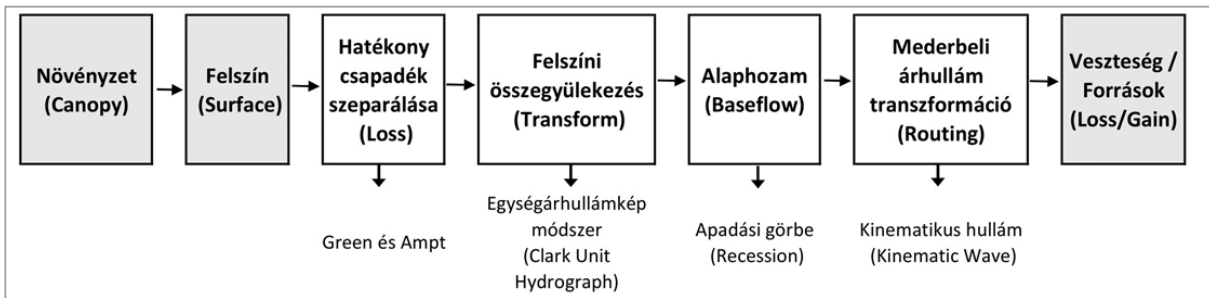 Növényzet
(Canopy)
Felszín
(Surface)
Hatékony
csapadék
szeparálása
(Loss)
Felszíni
összegyülekezés
(Transform)
Alaphozam
(Baseflow)
Mederbeli
árhullám
transzformáció
(Routing)
Veszteség /
Források
(Loss/Gain)
Green és Ampt
Egységárhullámkép
módszer
(Clark Unit
Hydrograph)
Apadási görbe
(Recession)
Kinematikus hullám
(Kinematic Wave)